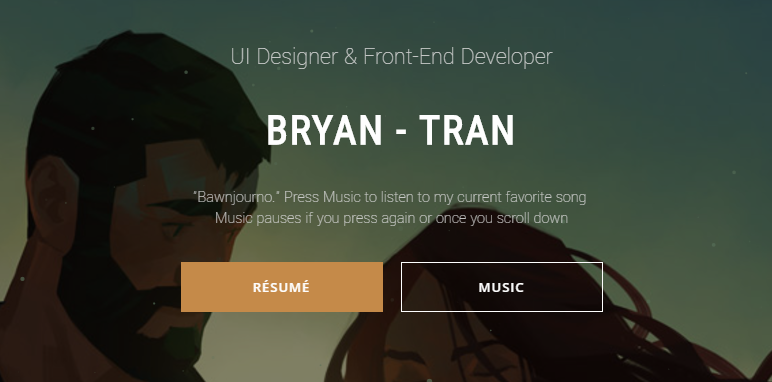 UI Designer & Front-End Developer
BRYAN - TRAN
“Bawnjourno.” Press Music to listen to my current favorite song
Music pauses if you press again or once you scroll down
RÉSUMÉ
MUSIC